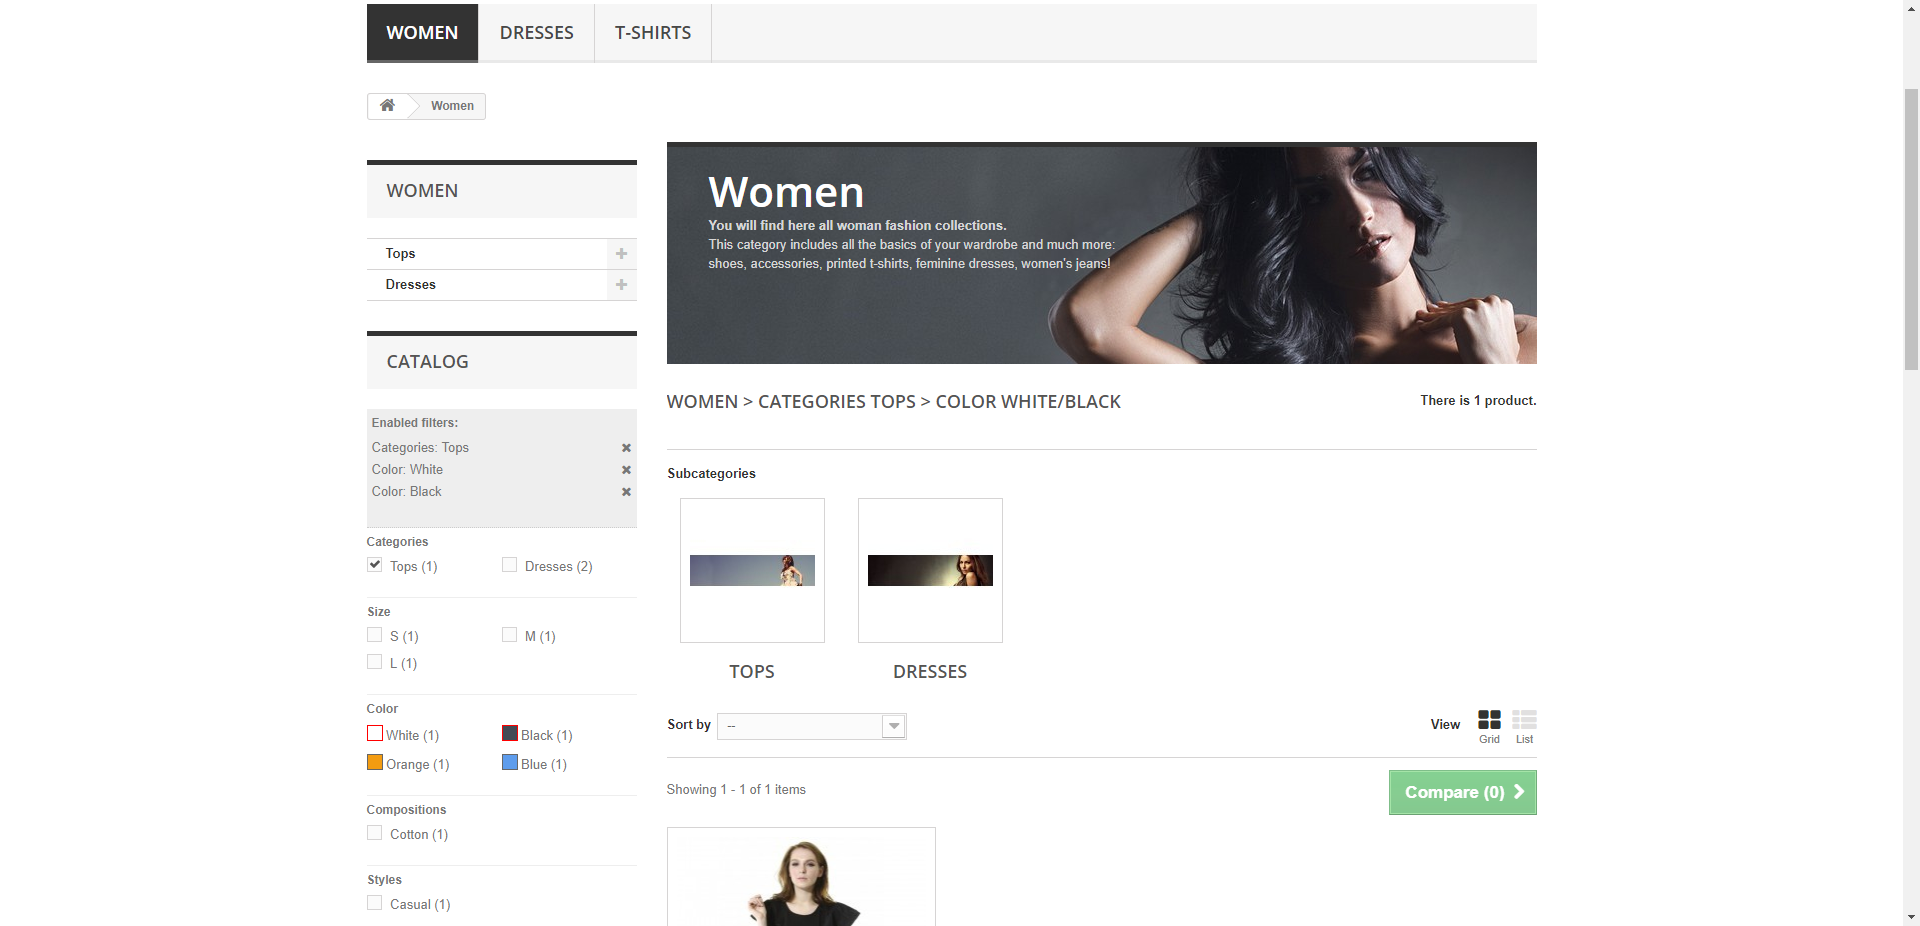 WOMEN
DRESSES
T-SHIRTS
Women
WOMEN
Tops
Dresses
CATALOG
Enabled filters:
Categories: Tops
Color: White
Color: Black
Categories
Tops (1)
Dresses (2)
Size
S (1)
M (1)
L (1)
Color
White (1)
Black (1)
Orange (1)
Blue (1)
Compositions
Cotton (1)
Styles
Casual (1)
Women
You will find here all woman fashion collections.
This category includes all the basics of your wardrobe and much more:
shoes, accessories, printed t-shirts, feminine dresses, women's jeans!
WOMEN > CATEGORIES TOPS > COLOR WHITE/BLACK
There is 1 product.
Subcategories
TOPS
DRESSES
Sort by
--
View
Grid
List
Showing 1 - 1 of 1 items
Compare (0)